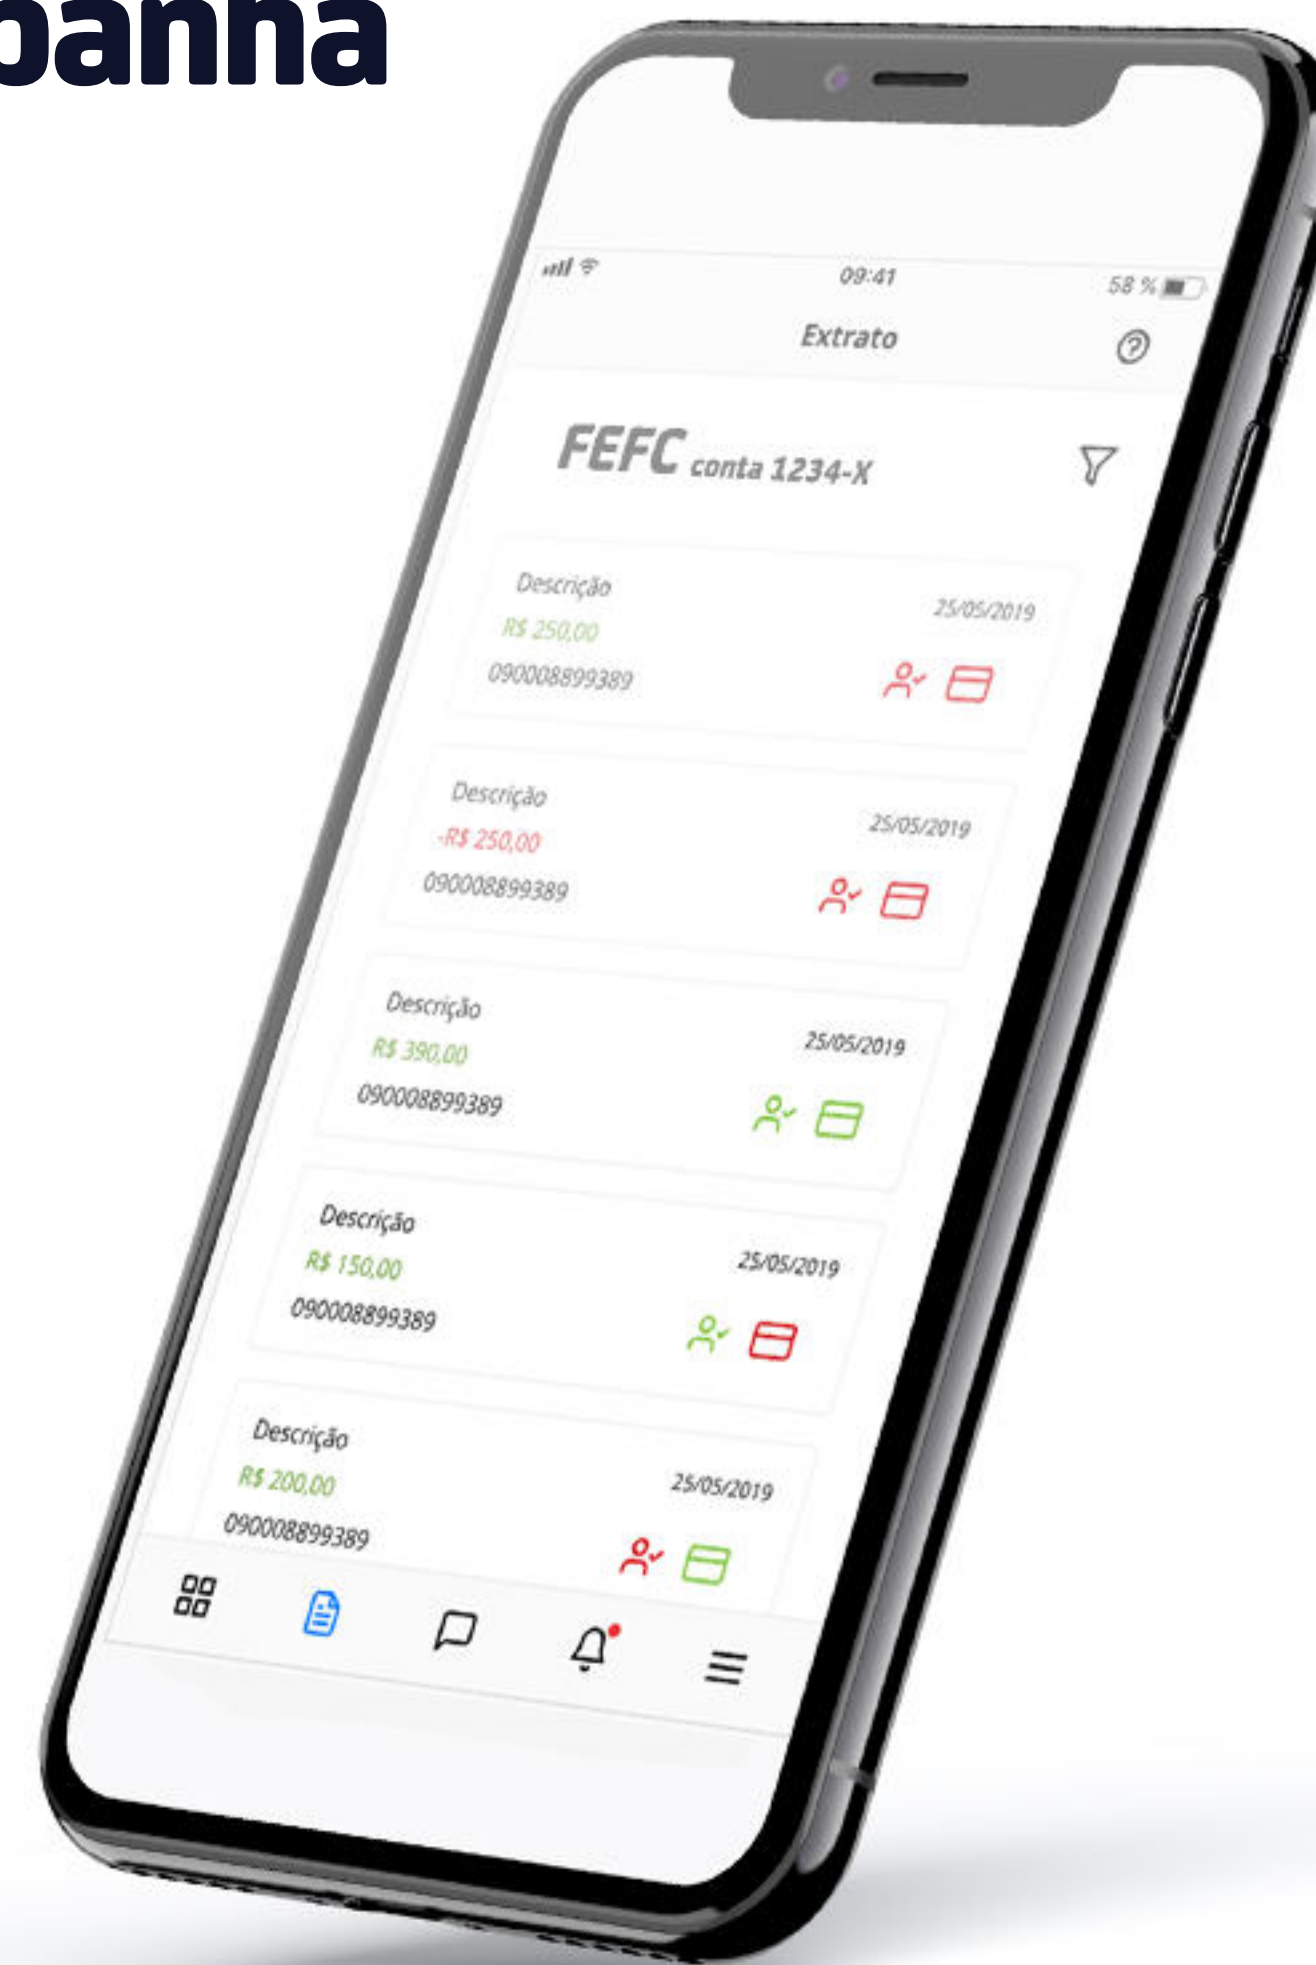 panna
09:41
58 %
Extrato
FEFC conta 1234-X
Descrição
25/05/2019
R$ 250,00
090008899389
Descrição
25/05/2019
-R$ 250,00
090008899389
Descrição
25/05/2019
R$ 390,00
090008899389
Descrição
25/05/2019
R$ 150,00
090008899389
Descrição
25/05/2019
R$ 200,00
090008899389